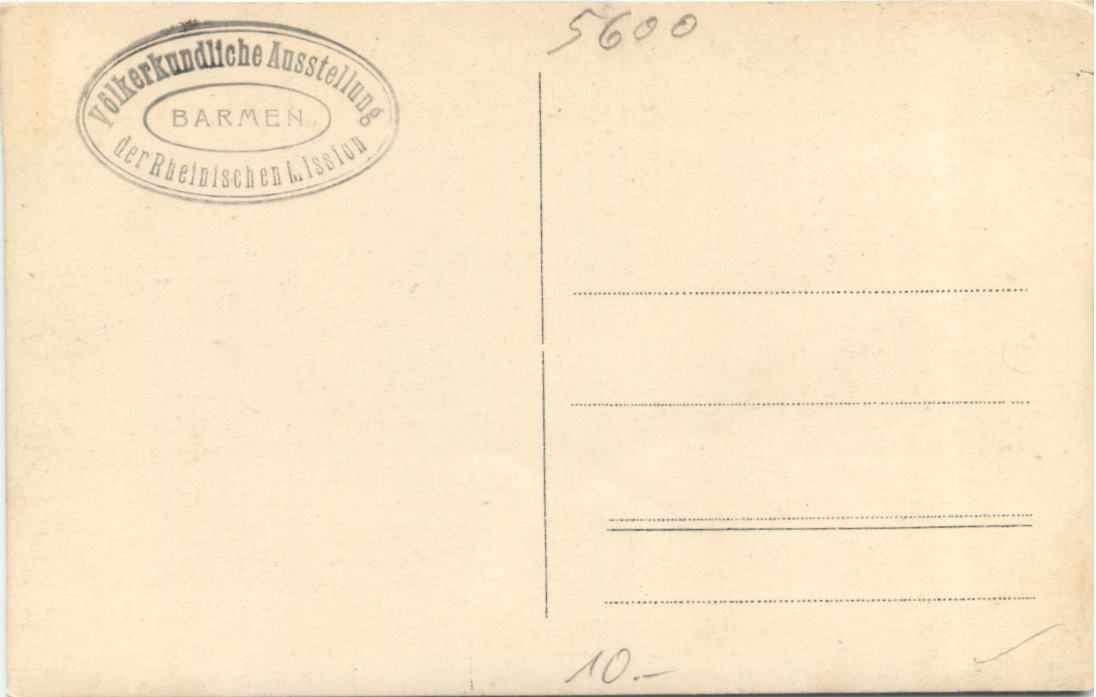 5600
Völkerkundliche Ausstellung
BARMEN
der Rheinischen Mission
10.-